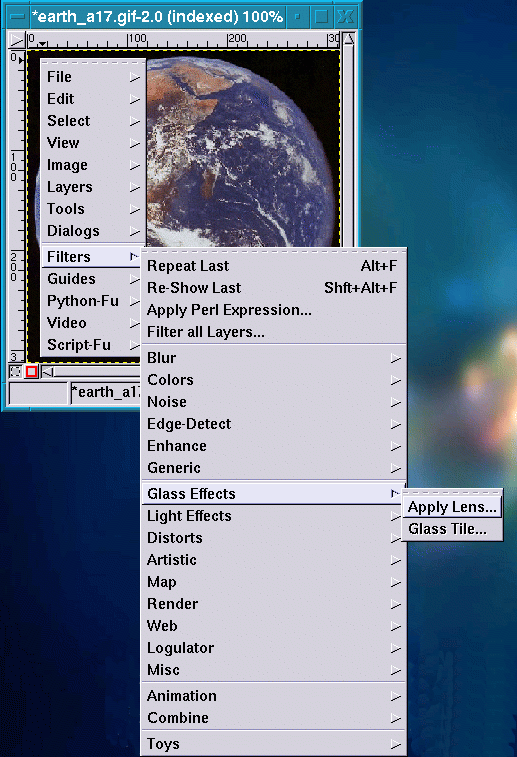 *earth_a17.gif-2.0 (indexed) 100%
0 100 200 30
0
100
200
3
File
Edit
Select
View
Image
Layers
Tools
Dialogs
Filters
Guides
Python-Fu
Video
Script-Fu
*earth_a17
Repeat Last Alt+F
Re-Show Last Shft+Alt+F
Apply Perl Expression...
Filter all Layers...
Blur
Colors
Noise
Edge-Detect
Enhance
Generic
Glass Effects
Light Effects
Distorts
Artistic
Map
Render
Web
Logulator
Misc
Animation
Combine
Toys
Apply Lens...
Glass Tile...